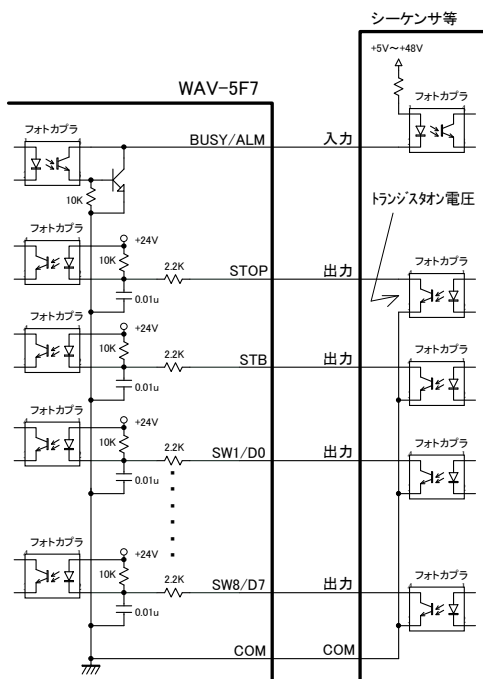 シーケンサ等
+5V～+48V
WAV-5F7
フォトカプラ
フォトカプラ
BUSY/ALM
入力
10K
トランジスタオン電圧
フォトカプラ
+24V
10K
2.2K
STOP
出力
フォトカプラ
0.01u
フォトカプラ
+24V
10K
2.2K
STB
出力
フォトカプラ
0.01u
フォトカプラ
+24V
10K
2.2K
SW1/D0
出力
フォトカプラ
0.01u
フォトカプラ
+24V
10K
2.2K
SW8/D7
出力
フォトカプラ
0.01u
COM
COM